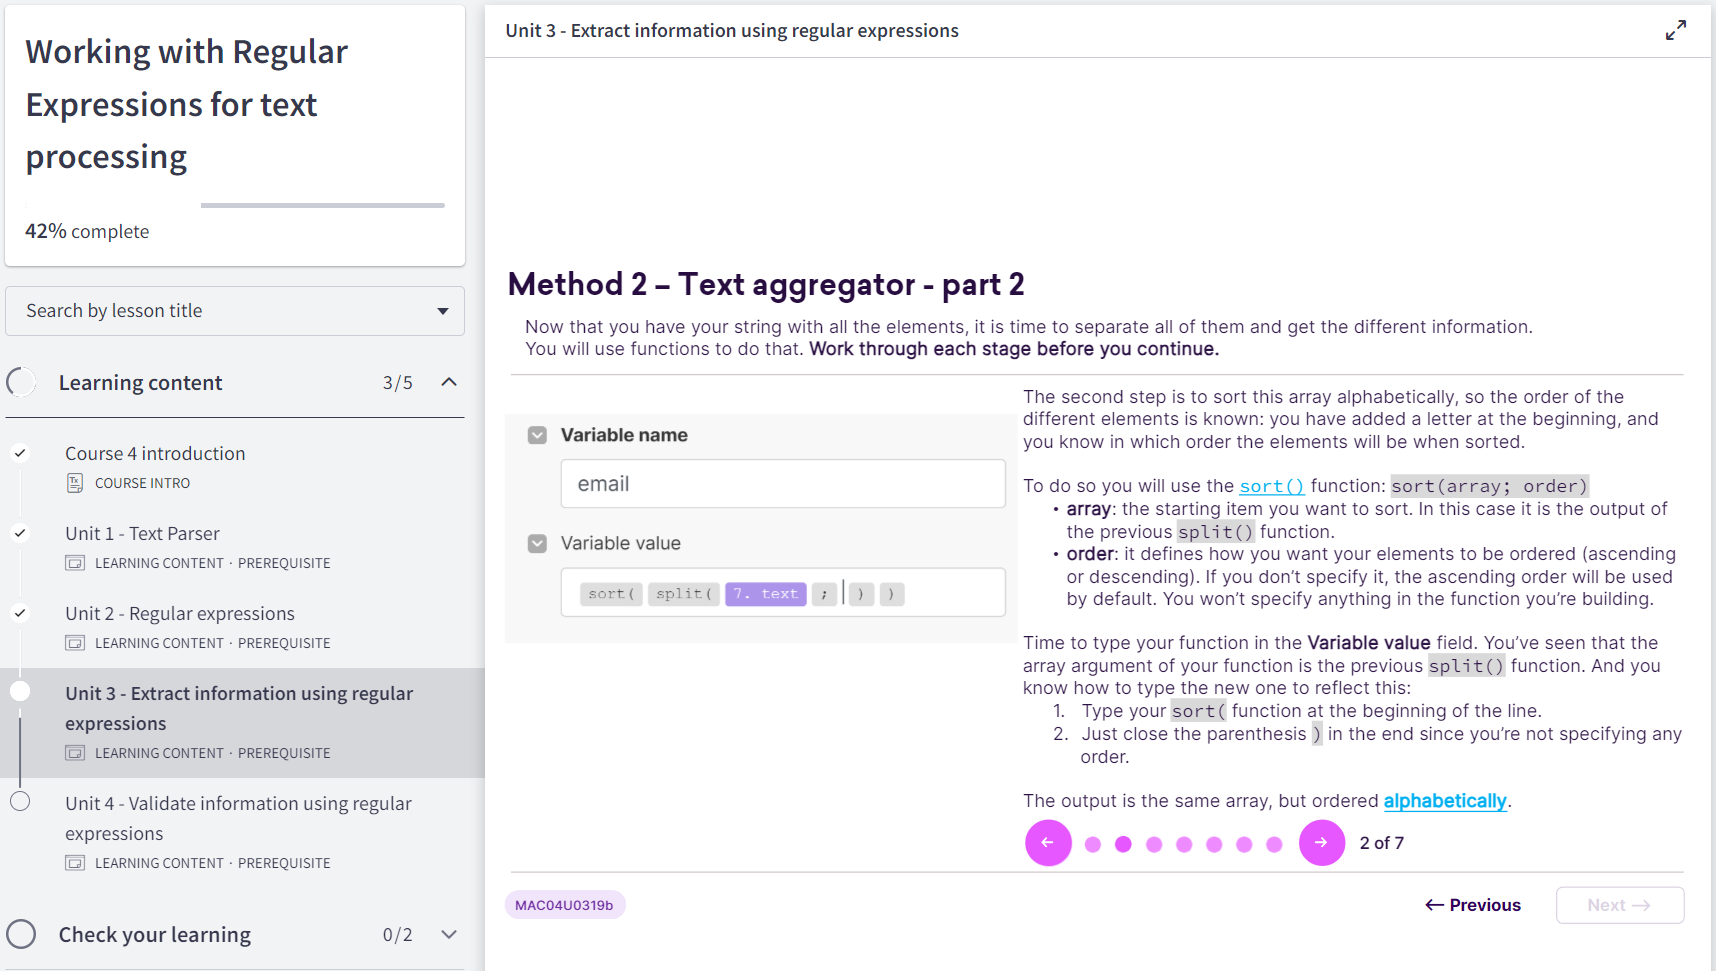 Working with Regular
Expressions for text
processing
42% complete
Search by lesson title
Learning content 3/5
Course 4 introduction
COURSE INTRO
Unit 1 - Text Parser
LEARNING CONTENT · PREREQUISITE
Unit 2 - Regular expressions
LEARNING CONTENT · PREREQUISITE
Unit 3 - Extract information using regular
expressions
LEARNING CONTENT · PREREQUISITE
Unit 4 - Validate information using regular
expressions
LEARNING CONTENT · PREREQUISITE
Check your learning 0/2
Unit 3 - Extract information using regular expressions
Method 2 – Text aggregator - part 2
Now that you have your string with all the elements, it is time to separate all of them and get the different information.
You will use functions to do that. Work through each stage before you continue.
Variable name
email
Variable value
sort( split( 7. text ; ) )
The second step is to sort this array alphabetically, so the order of the
different elements is known: you have added a letter at the beginning, and
you know in which order the elements will be when sorted.
To do so you will use the sort() function: sort(array; order)
• array: the starting item you want to sort. In this case it is the output of
the previous split() function.
• order: it defines how you want your elements to be ordered (ascending
or descending). If you don't specify it, the ascending order will be used
by default. You won't specify anything in the function you're building.
Time to type your function in the Variable value field. You've seen that the
array argument of your function is the previous split() function. And you
know how to type the new one to reflect this:
1. Type your sort( function at the beginning of the line.
2. Just close the parenthesis ) in the end since you're not specifying any
order.
The output is the same array, but ordered alphabetically.
2 of 7
MAC04U0319b
← Previous
Next →